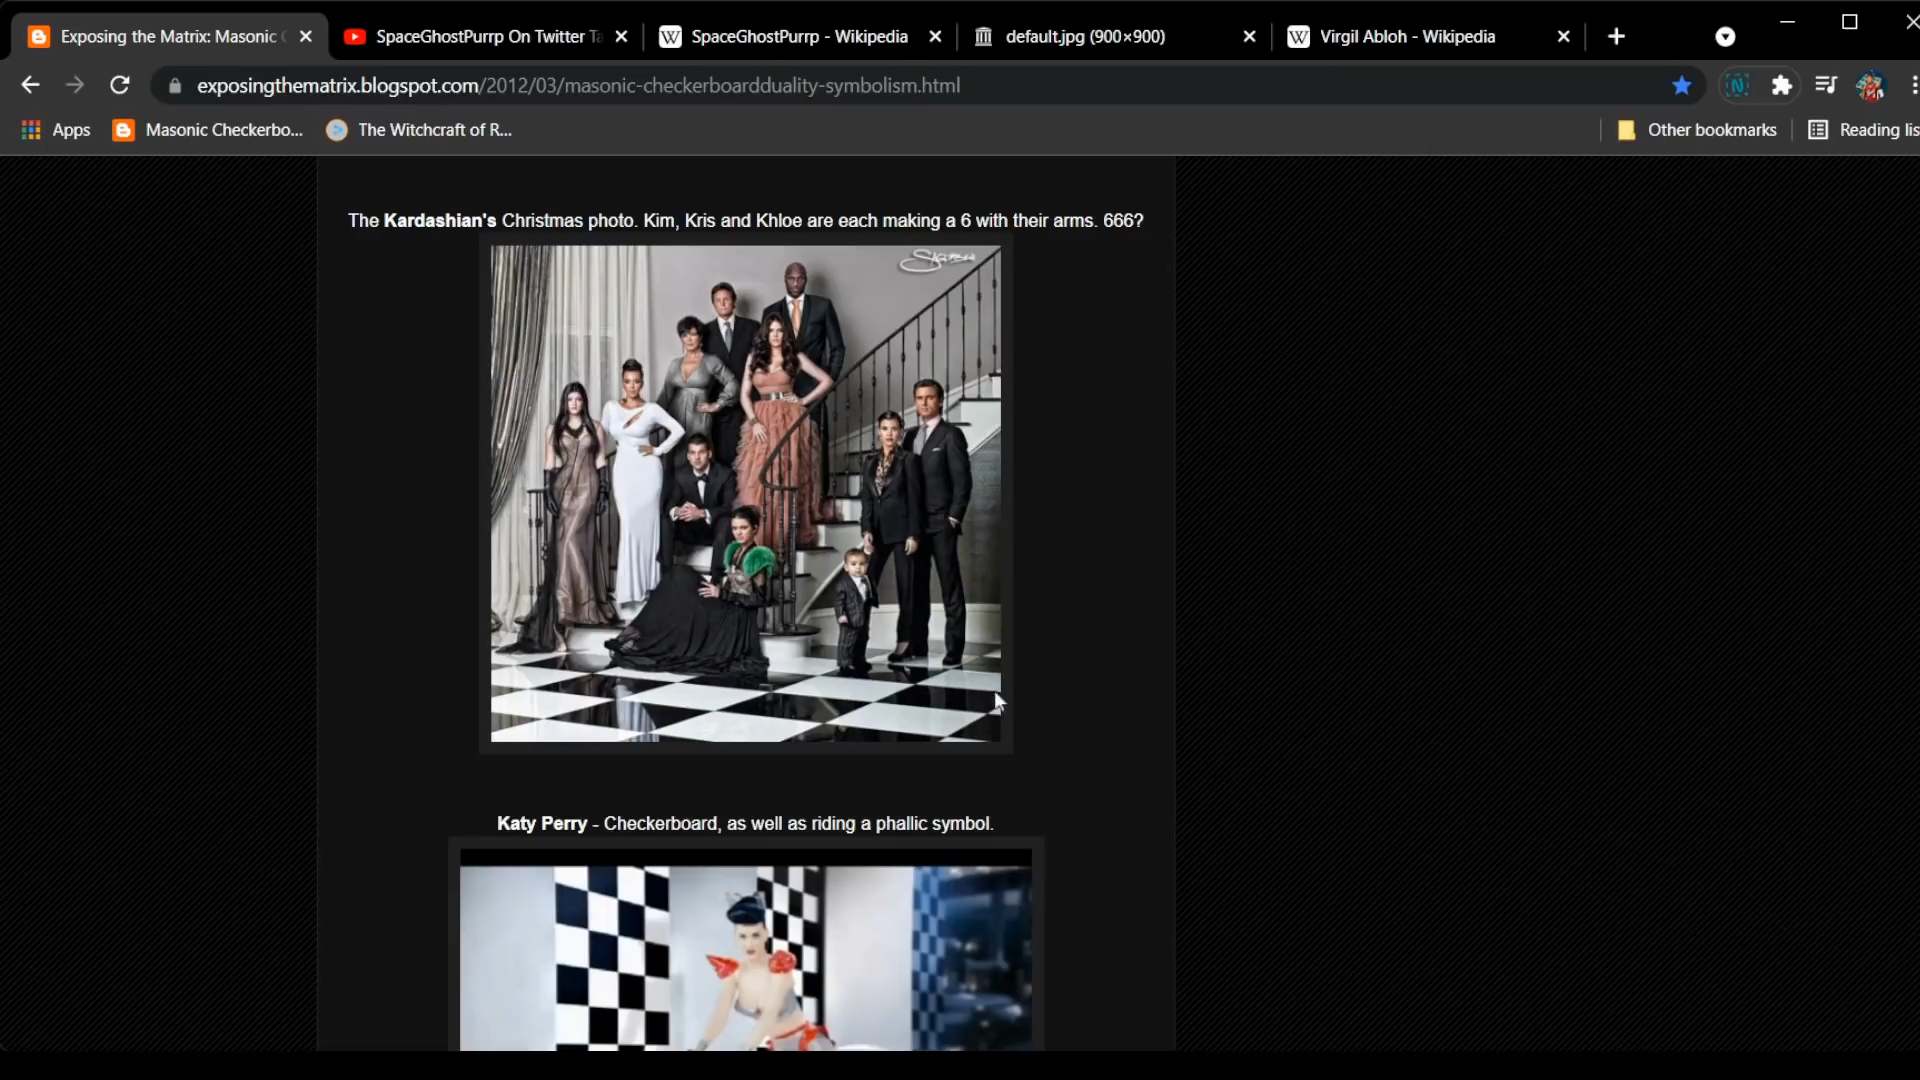 Exposing the Matrix: Masonic
SpaceGhostPurrp On Twitter Ta
SpaceGhostPurrp - Wikipedia
default.jpg (900×900)
Virgil Abloh - Wikipedia
exposingthematrix.blogspot.com/2012/03/masonic-checkerboardduality-symbolism.html
Apps
Masonic Checkerbo...
The Witchcraft of R...
Other bookmarks
Reading lis
The Kardashian's Christmas photo. Kim, Kris and Khloe are each making a 6 with their arms. 666?
Katy Perry - Checkerboard, as well as riding a phallic symbol.